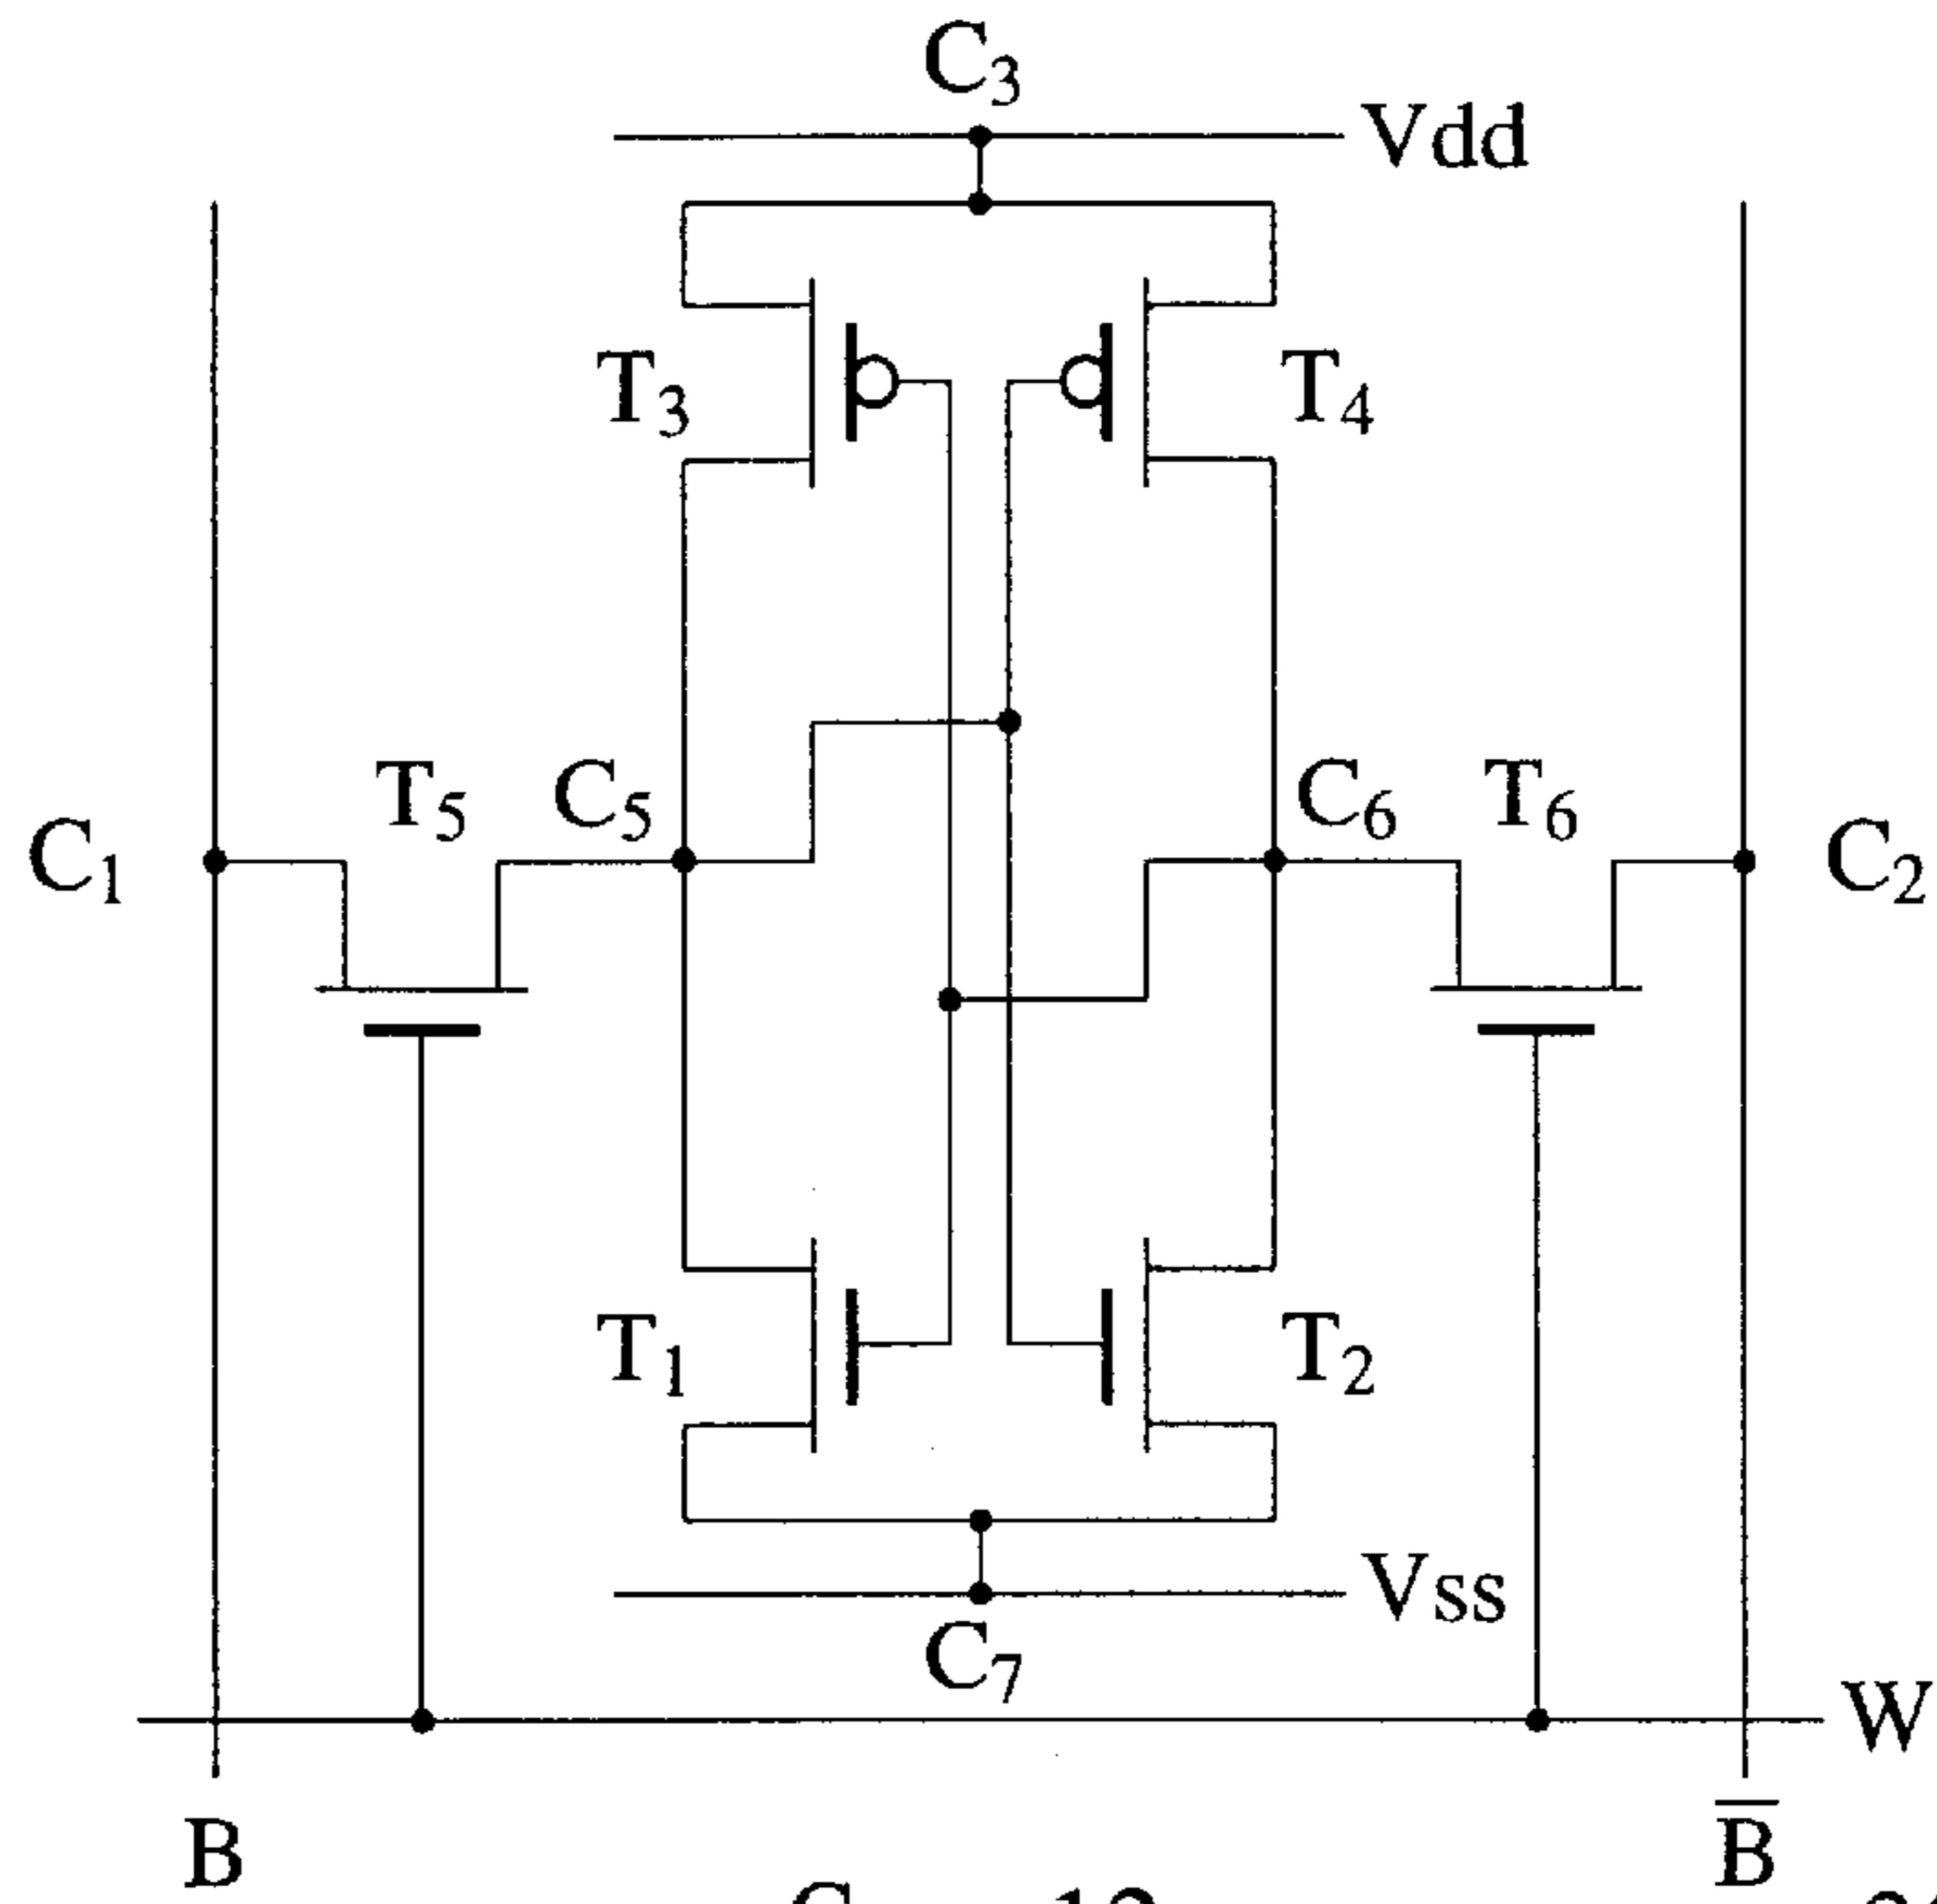 C₃
Vdd
T₃
T₄
T₅
C₅
C₆
T₆
C₁
C₂
T₁
T₂
Vss
C₇
W
B
B̅